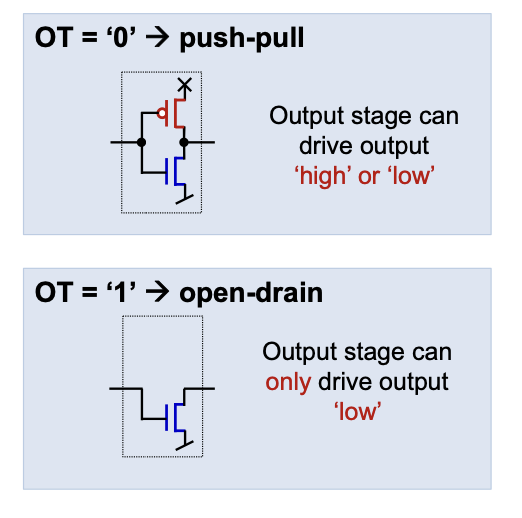 OT = ‘0’ → push-pull
Output stage can
drive output
‘high’ or ‘low’
OT = ‘1’ → open-drain
Output stage can
only drive output
‘low’